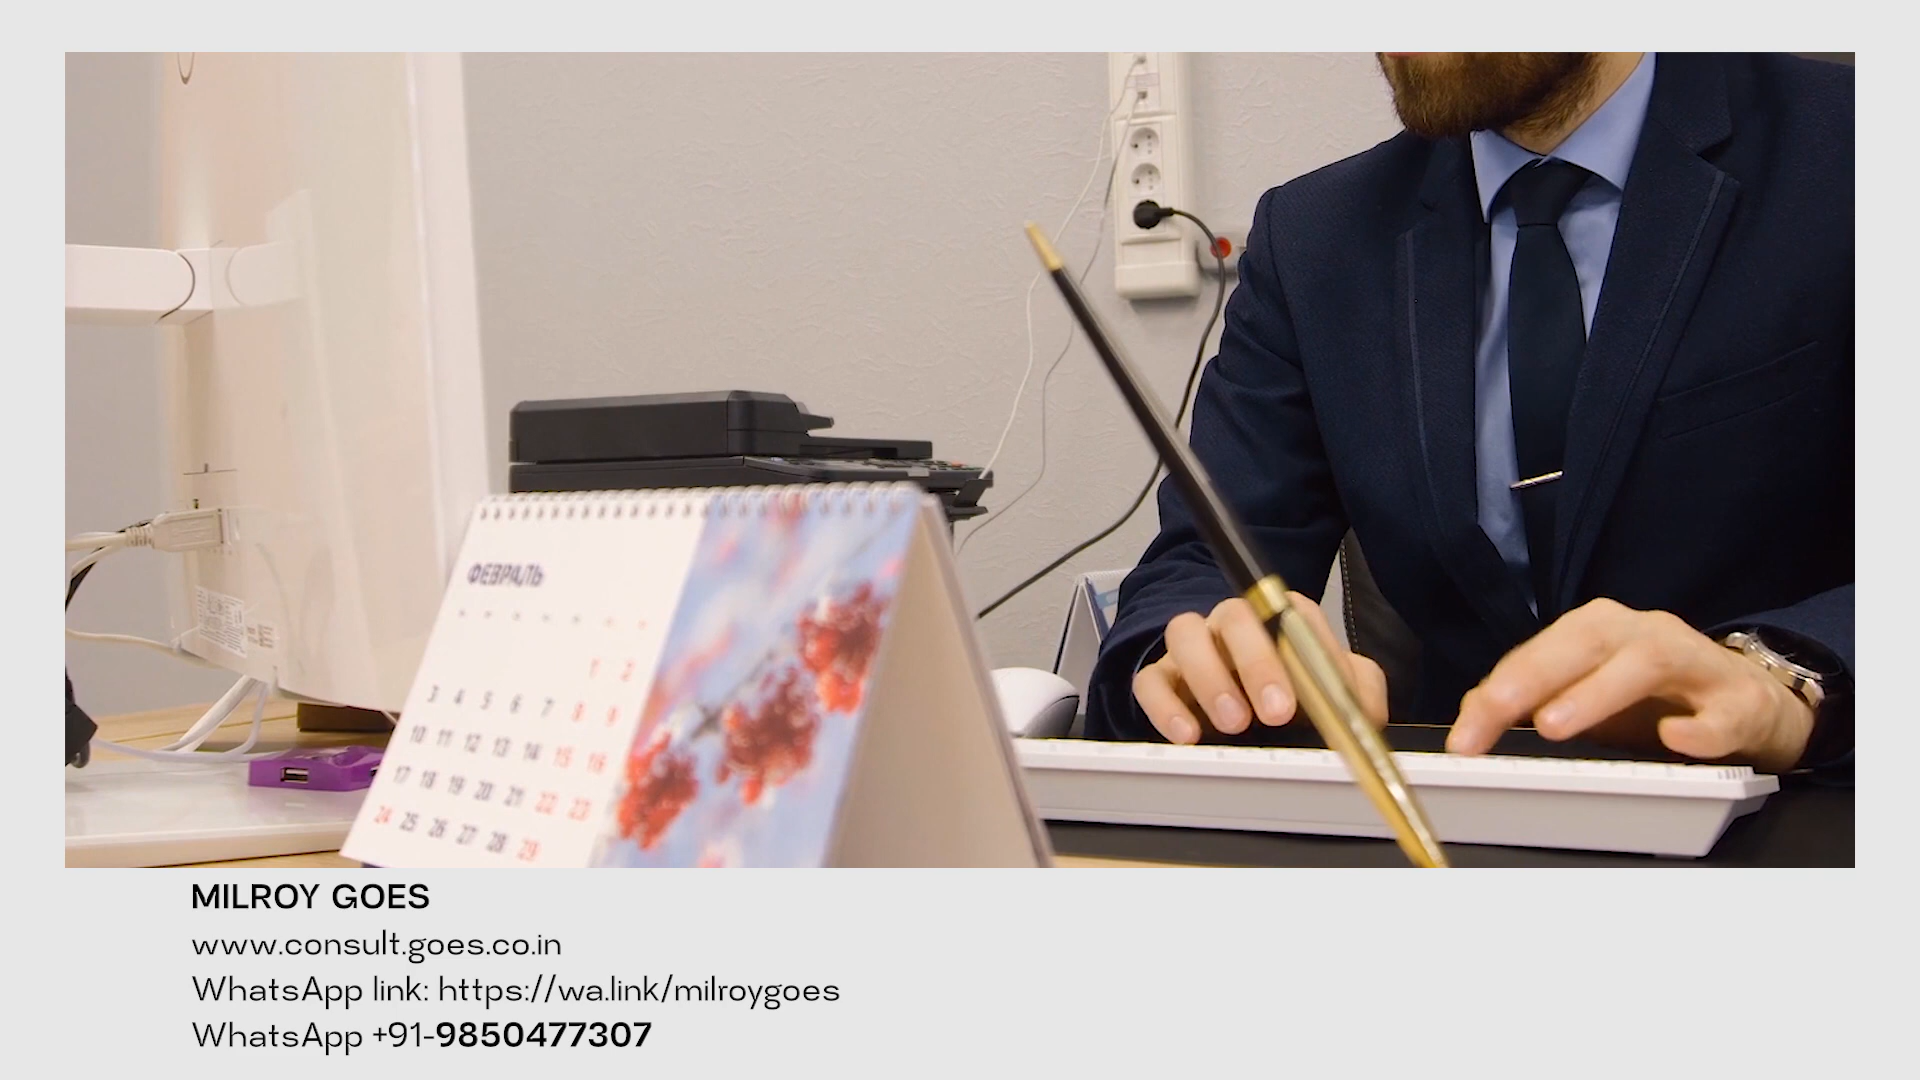 ФЕВРАЛЬ
1 2
3 4 5 6 7 8 9
10 11 12 13 14 15 16
17 18 19 20 21 22 23
24 25 26 27 28 29
MILROY GOES
www.consult.goes.co.in
WhatsApp link: https://wa.link/milroygoes
WhatsApp +91-9850477307